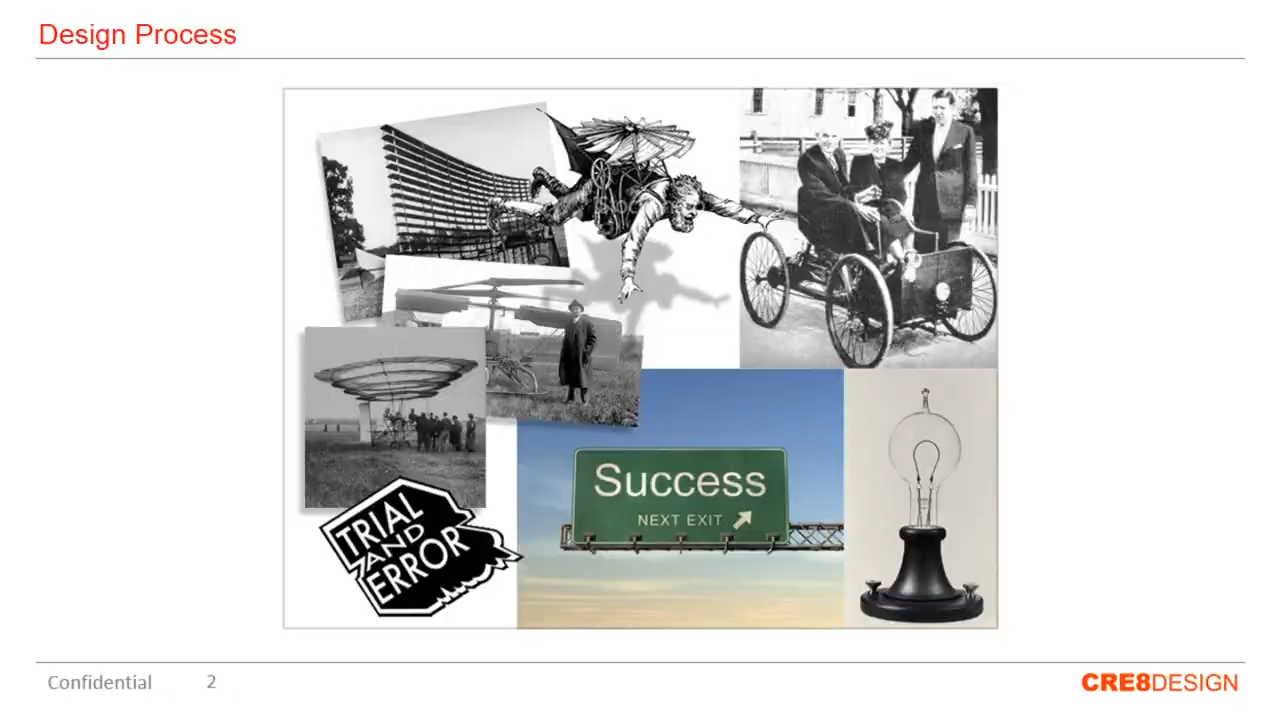 Design Process
TRIAL
AND
ERROR
Success
NEXT EXIT
Confidential
2
CRE8DESIGN